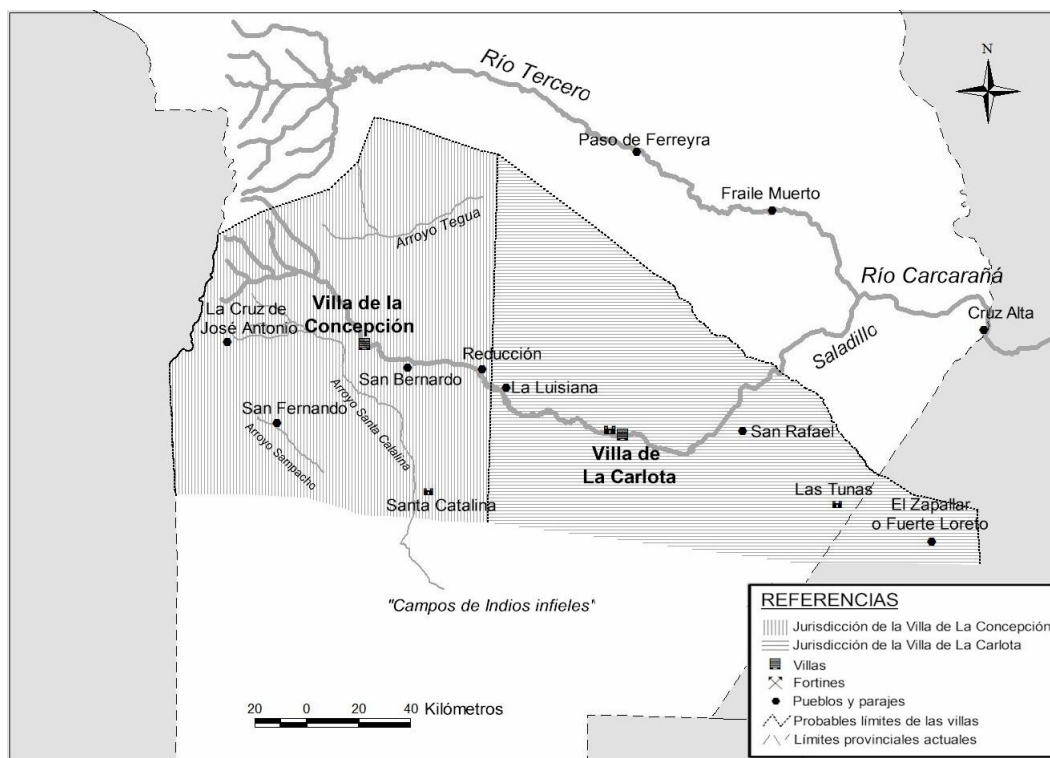 N
Río Tercero
Paso de Ferreyra
Fraile Muerto
Arroyo Tegua
Río Carcarañá
Cruz Alta
Saladillo
La Cruz de
José Antonio
Villa de la
Concepción
San Bernardo
Reducción
La Luisiana
San Fernando
Arroyo Sampacho
Arroyo Santa Catalina
Santa Catalina
Villa de
La Carlota
San Rafael
Las Tunas
El Zapallar
o Fuerte Loreto
"Campos de Indios infieles"
20 0 20 40 Kilómetros
REFERENCIAS
Jurisdicción de la Villa de La Concepción
Jurisdicción de la Villa de La Carlota
Villas
Fortines
Pueblos y parajes
Probables límites de las villas
Límites provinciales actuales